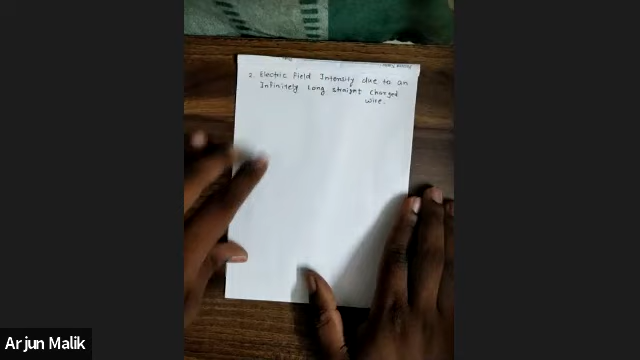 2. Electric Field Intensity due to an
Infinitely long straight charged
wire.
Arjun Malik